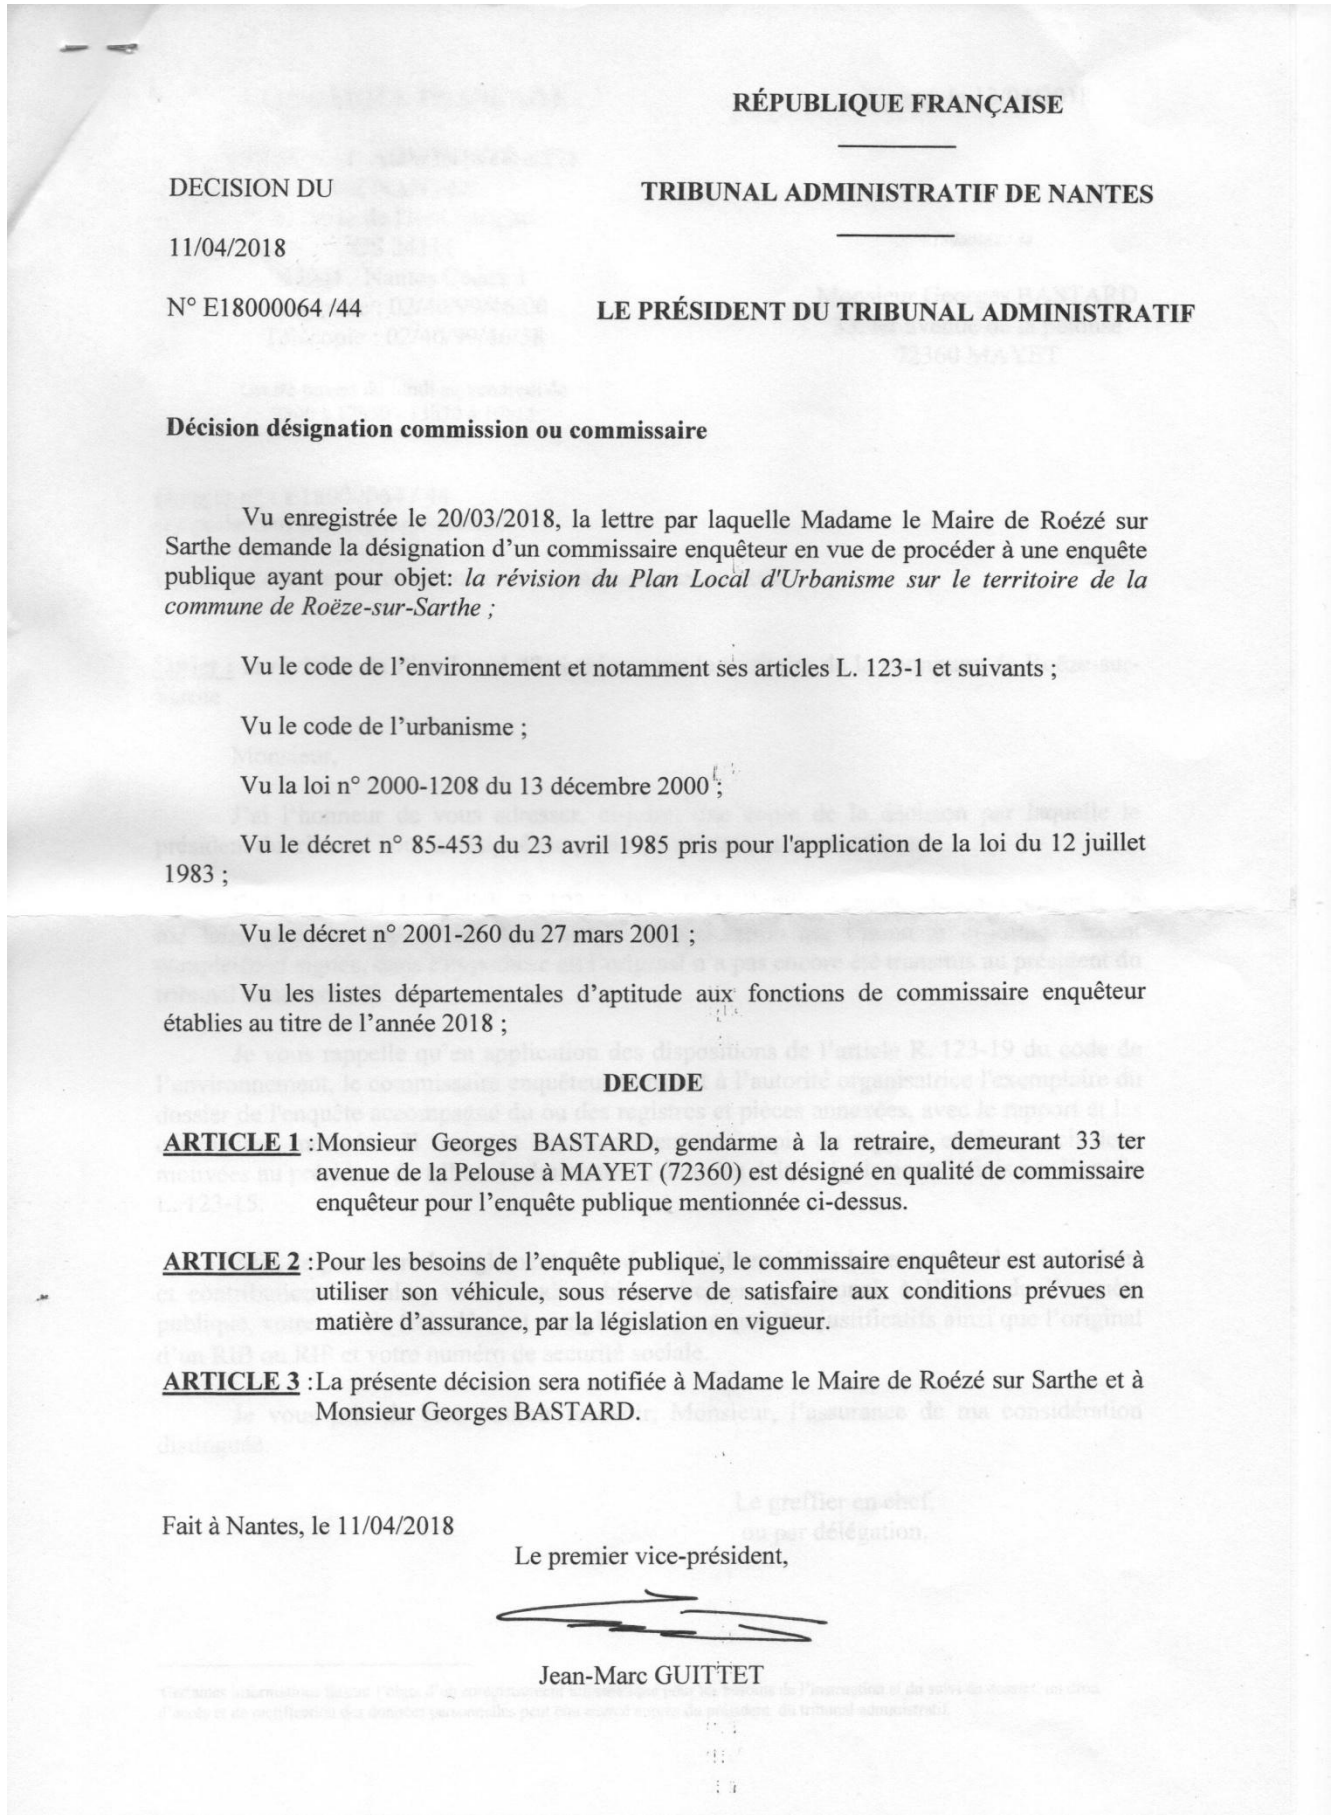 RÉPUBLIQUE FRANÇAISE
DECISION DU
TRIBUNAL ADMINISTRATIF DE NANTES
11/04/2018
N° E18000064 /44
LE PRÉSIDENT DU TRIBUNAL ADMINISTRATIF
Décision désignation commission ou commissaire
Vu enregistrée le 20/03/2018, la lettre par laquelle Madame le Maire de Roézé sur
Sarthe demande la désignation d’un commissaire enquêteur en vue de procéder à une enquête
publique ayant pour objet: la révision du Plan Local d'Urbanisme sur le territoire de la
commune de Roëze-sur-Sarthe ;
Vu le code de l’environnement et notamment ses articles L. 123-1 et suivants ;
Vu le code de l’urbanisme ;
Vu la loi n° 2000-1208 du 13 décembre 2000 ;
Vu le décret n° 85-453 du 23 avril 1985 pris pour l'application de la loi du 12 juillet
1983 ;
Vu le décret n° 2001-260 du 27 mars 2001 ;
Vu les listes départementales d’aptitude aux fonctions de commissaire enquêteur
établies au titre de l’année 2018 ;
DECIDE
ARTICLE 1 :Monsieur Georges BASTARD, gendarme à la retraire, demeurant 33 ter
avenue de la Pelouse à MAYET (72360) est désigné en qualité de commissaire
enquêteur pour l’enquête publique mentionnée ci-dessus.
ARTICLE 2 :Pour les besoins de l’enquête publique, le commissaire enquêteur est autorisé à
utiliser son véhicule, sous réserve de satisfaire aux conditions prévues en
matière d’assurance, par la législation en vigueur.
ARTICLE 3 :La présente décision sera notifiée à Madame le Maire de Roézé sur Sarthe et à
Monsieur Georges BASTARD.
Fait à Nantes, le 11/04/2018
Le premier vice-président,
Jean-Marc GUITTET